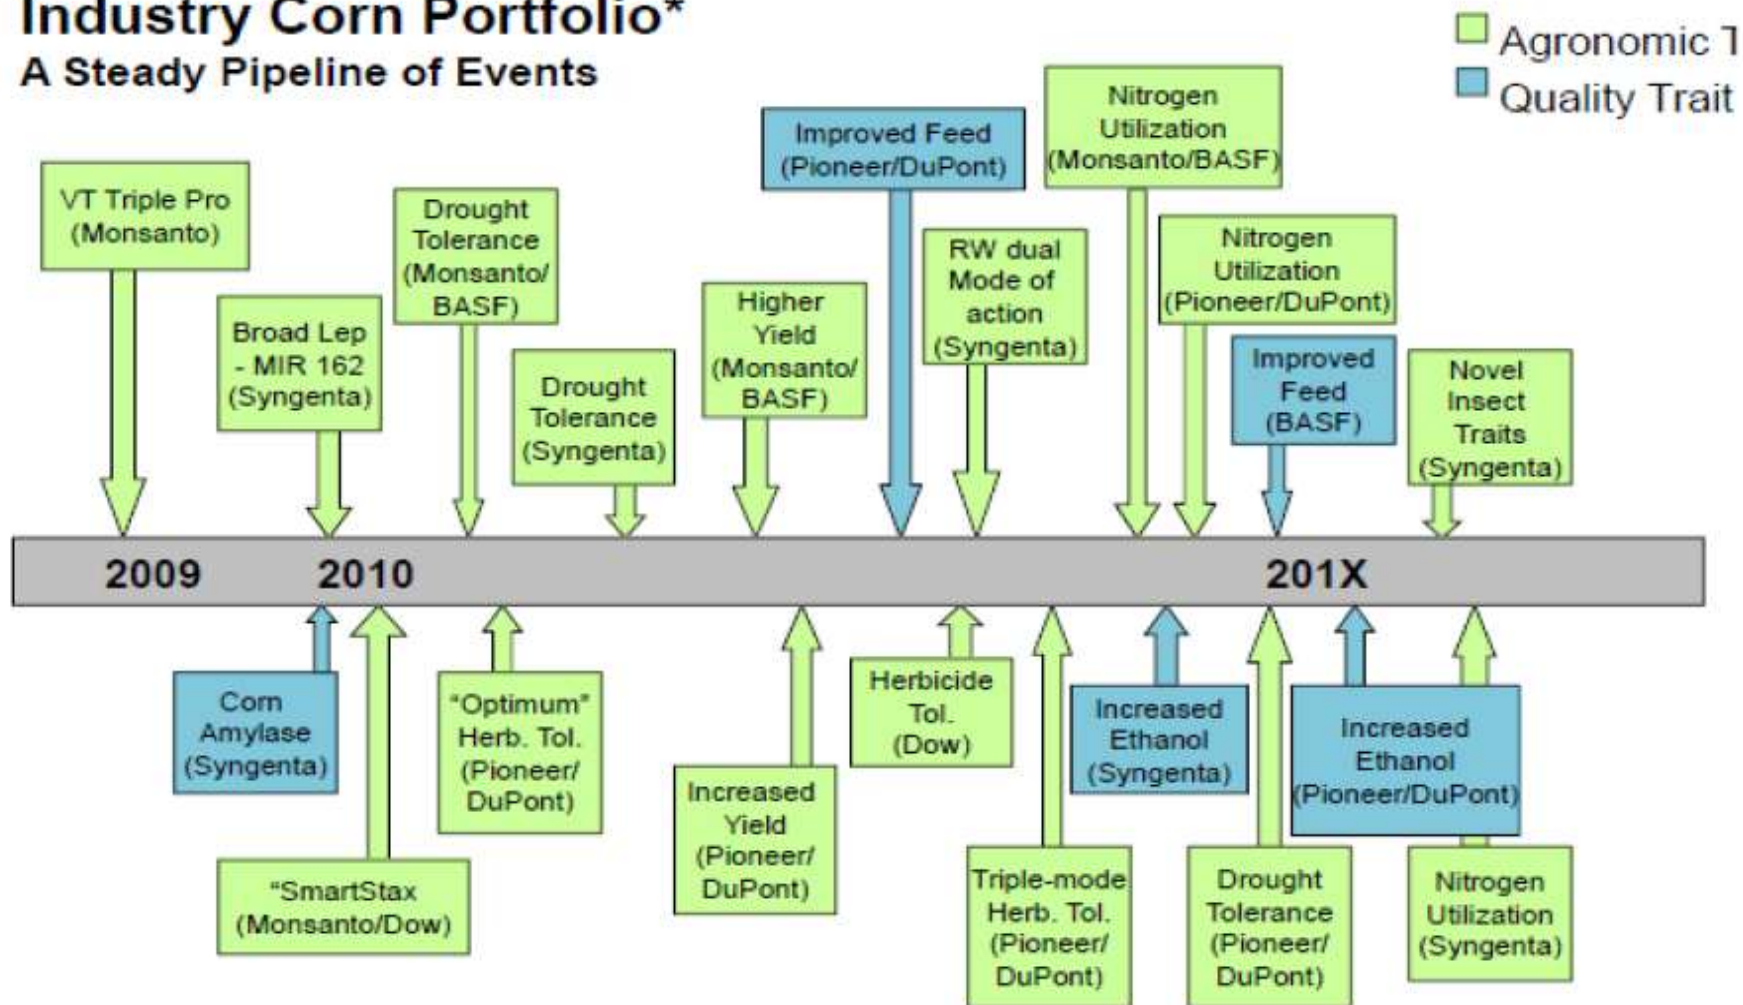 Industry Corn Portfolio*
A Steady Pipeline of Events
Agronomic
Quality Trait
VT Triple Pro
(Monsanto)
Broad Lep
- MIR 162
(Syngenta)
Drought
Tolerance
(Monsanto/
BASF)
Drought
Tolerance
(Syngenta)
Higher
Yield
(Monsanto/
BASF)
Improved Feed
(Pioneer/DuPont)
RW dual
Mode of
action
(Syngenta)
Nitrogen
Utilization
(Monsanto/BASF)
Nitrogen
Utilization
(Pioneer/DuPont)
Improved
Feed
(BASF)
Novel
Insect
Traits
(Syngenta)
2009 2010 201X
Corn
Amylase
(Syngenta)
"SmartStax
(Monsanto/Dow)
"Optimum"
Herb. Tol.
(Pioneer/
DuPont)
Increased
Yield
(Pioneer/
DuPont)
Herbicide
Tol.
(Dow)
Triple-mode
Herb. Tol.
(Pioneer/
DuPont)
Increased
Ethanol
(Syngenta)
Drought
Tolerance
(Pioneer/
DuPont)
Increased
Ethanol
(Pioneer/DuPont)
Nitrogen
Utilization
(Syngenta)